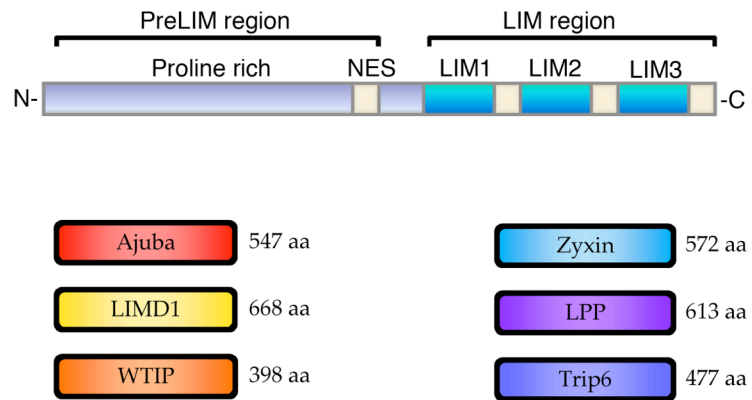 PreLIM region LIM region
Proline rich NES LIM1 LIM2 LIM3
N- -C
Ajuba 547 aa Zyxin 572 aa
LIMD1 668 aa LPP 613 aa
WTIP 398 aa Trip6 477 aa